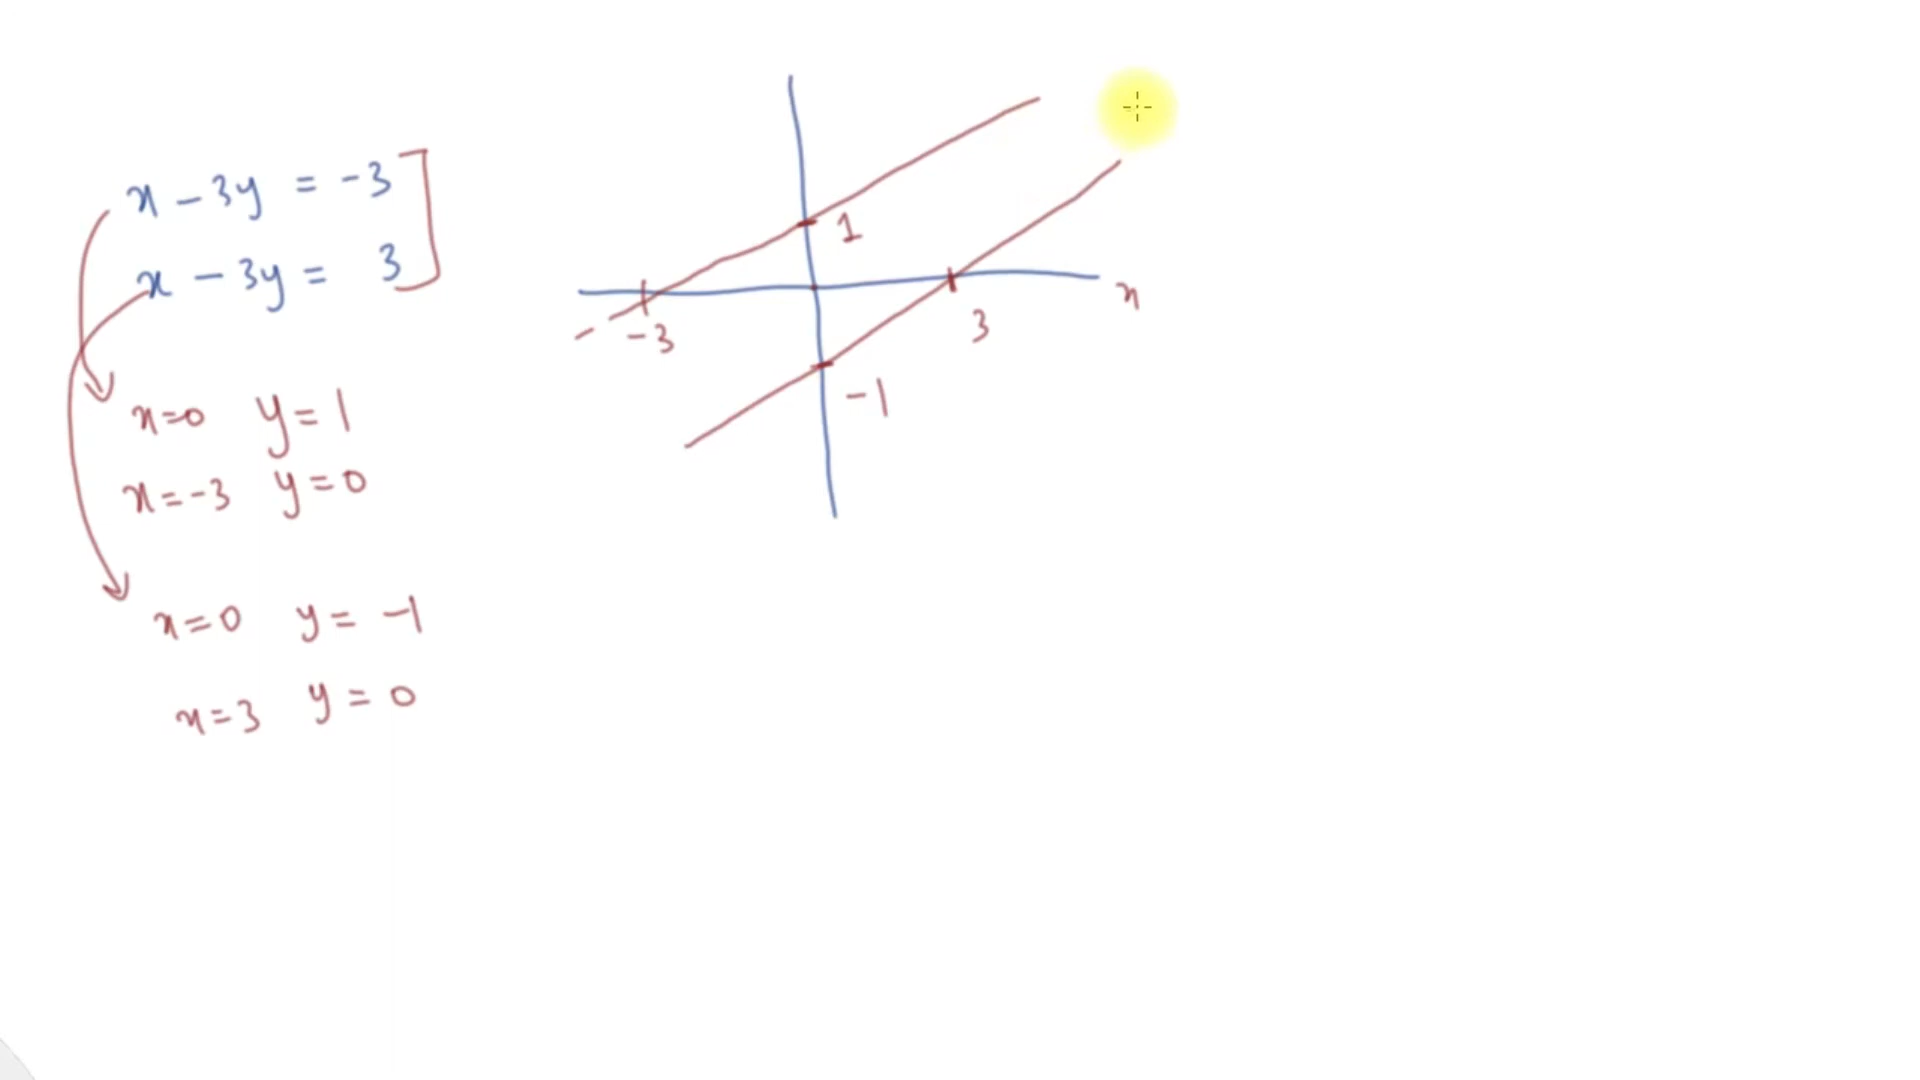 x - 3y = -3
x - 3y = 3
x=0 y=1
x=-3 y=0
x=0 y= -1
x=3 y=0
1
-3
3
x
-1